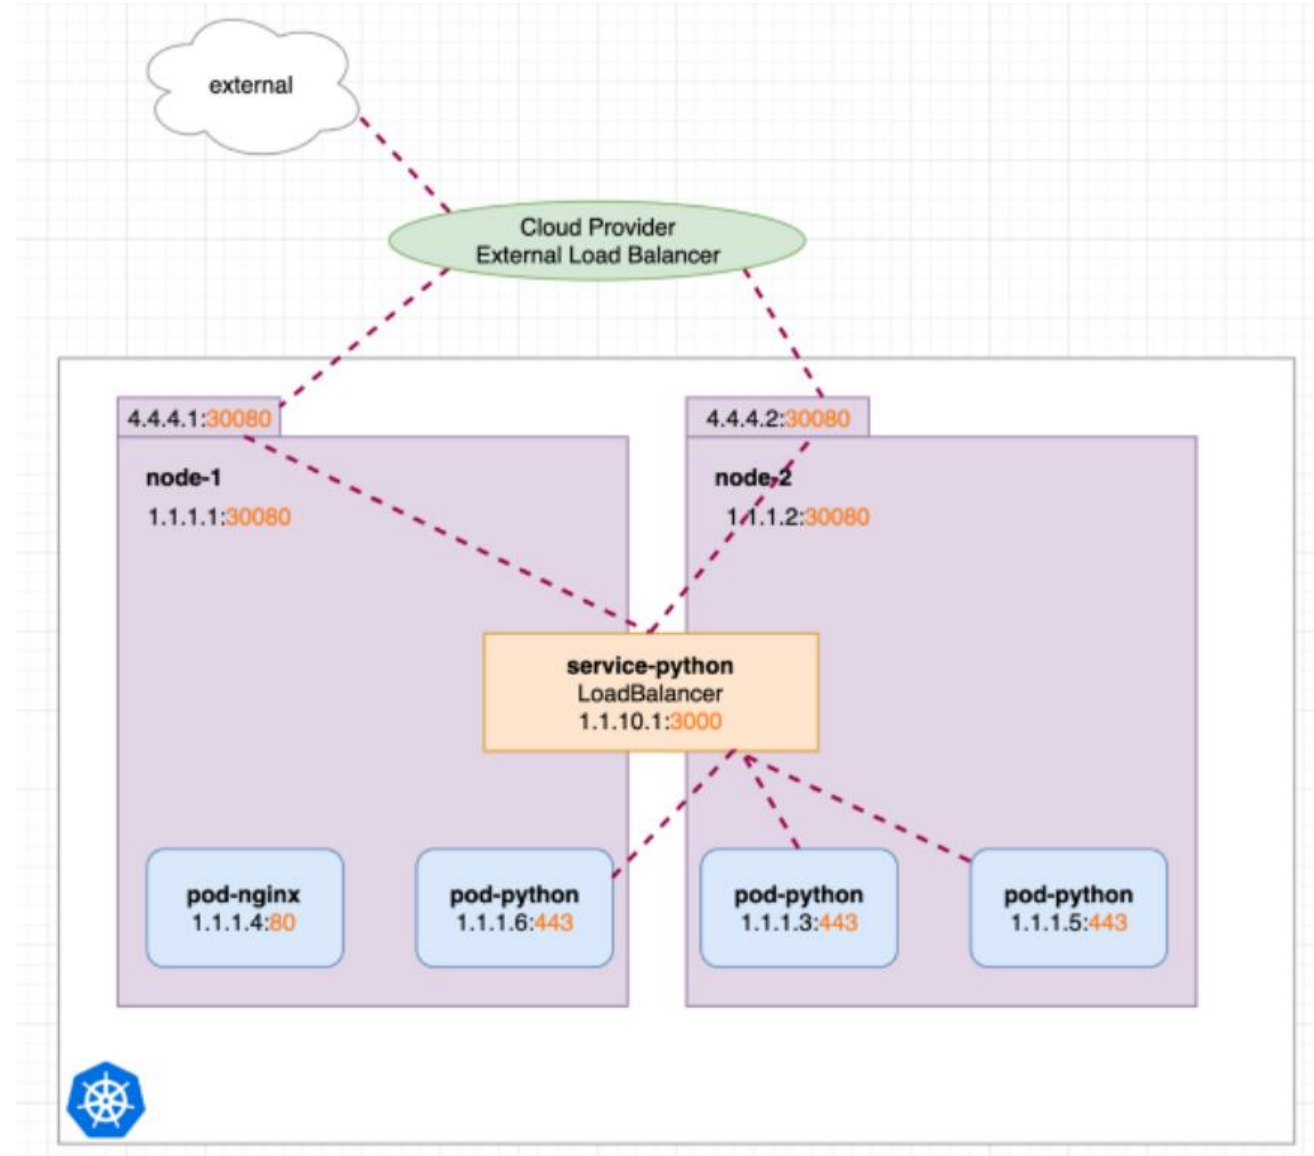 external
Cloud Provider
External Load Balancer
4.4.4.1:30080
4.4.4.2:30080
node-1
1.1.1.1:30080
node-2
1.1.1.2:30080
service-python
LoadBalancer
1.1.10.1:3000
pod-nginx
1.1.1.4:80
pod-python
1.1.1.6:443
pod-python
1.1.1.3:443
pod-python
1.1.1.5:443